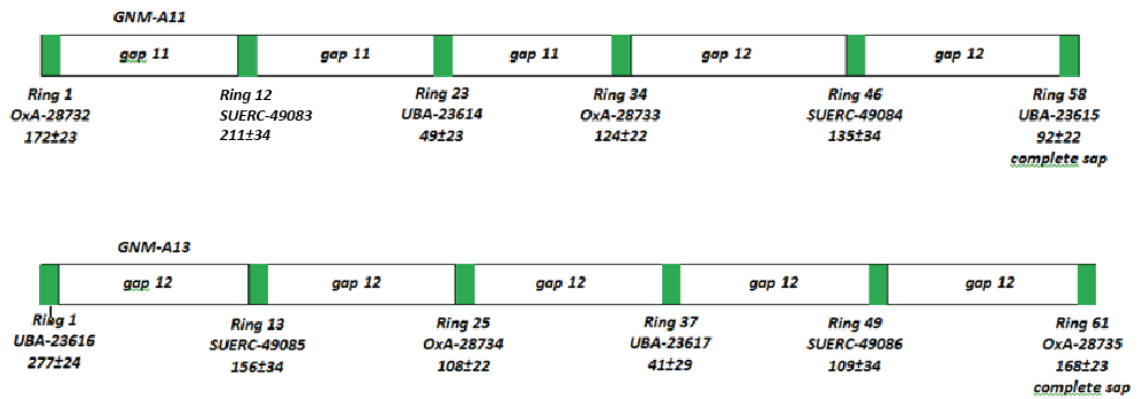 GNM-A11
gap 11
gap 11
gap 11
gap 12
gap 12
Ring 1
OxA-28732
172±23
Ring 12
SUERC-49083
211±34
Ring 23
UBA-23614
49±23
Ring 34
OxA-28733
124±22
Ring 46
SUERC-49084
135±34
Ring 58
UBA-23615
92±22
complete sap
GNM-A13
gap 12
gap 12
gap 12
gap 12
gap 12
Ring 1
UBA-23616
277±24
Ring 13
SUERC-49085
156±34
Ring 25
OxA-28734
108±22
Ring 37
UBA-23617
41±29
Ring 49
SUERC-49086
109±34
Ring 61
OxA-28735
168±23
complete sap